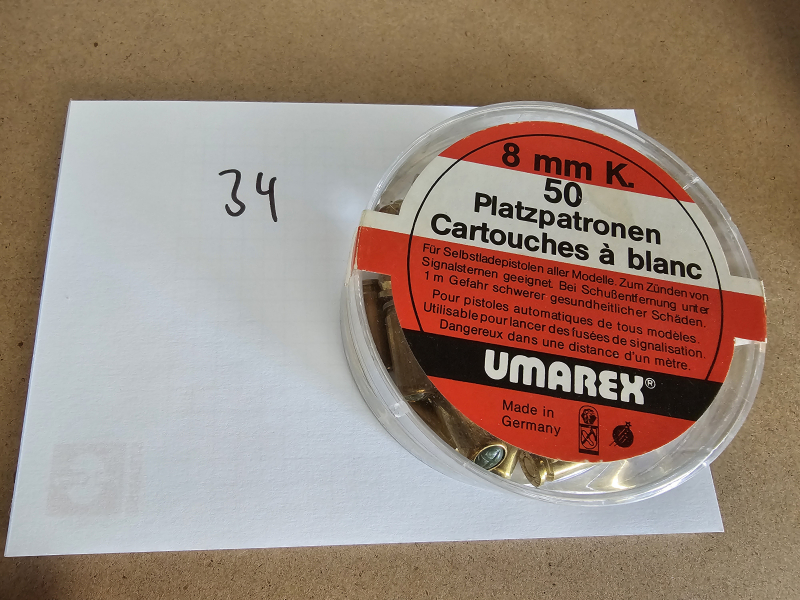 34
8 mm K.
50
Platzpatronen
Cartouches à blanc
Für Selbstladepistolen aller Modelle. Zum Zünden von
Signalsternen geeignet. Bei Schußentfernung unter
1 m Gefahr schwerer gesundheitlicher Schäden.
Pour pistoles automatiques de tous modèles.
Utilisable pour lancer des fusées de signalisation.
Dangereux dans une distance d'un mètre.
UMAREX®
Made in
Germany